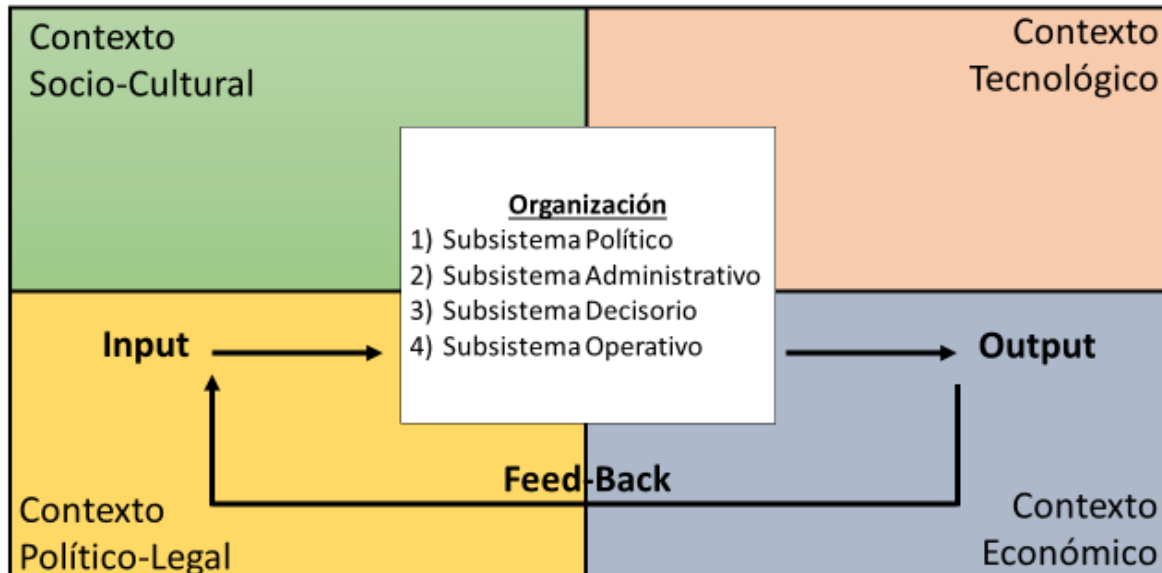 Contexto
Socio-Cultural
Contexto
Tecnológico
Organización
1) Subsistema Político
2) Subsistema Administrativo
3) Subsistema Decisorio
4) Subsistema Operativo
Input
Output
Feed-Back
Contexto
Político-Legal
Contexto
Económico